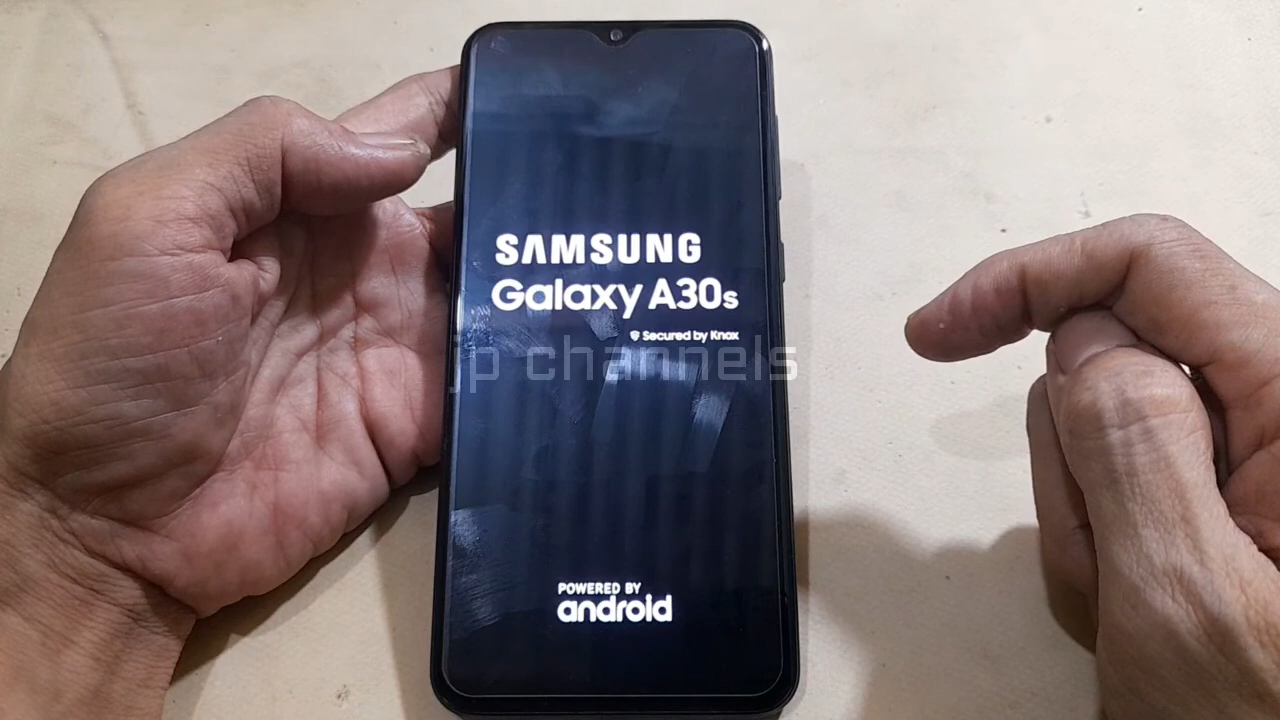 SAMSUNG
Galaxy A30s
Secured by Knox
jp channels
POWERED BY
android